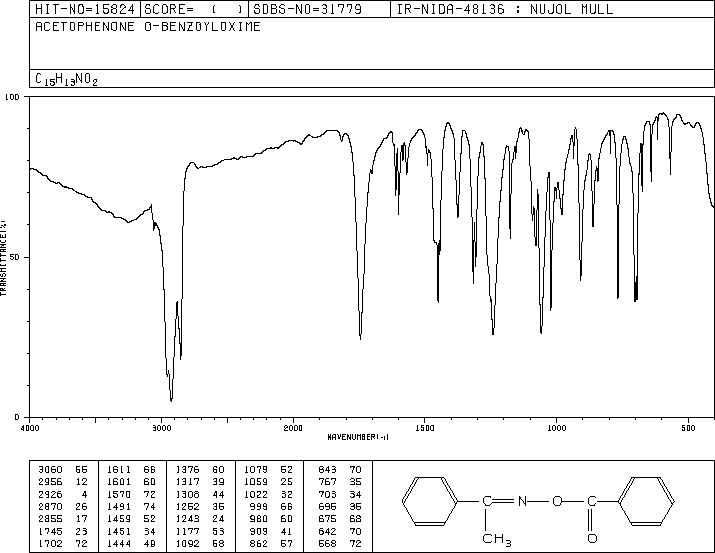 HIT-NO=15824 SCORE= ( ) SDBS-NO=31779 IR-NIDA-48136 : NUJOL MULL
ACETOPHENONE O-BENZOYLOXIME
C15H13NO2
100
50
0
TRANSMITTANCE(%)
4000 3000 2000 1500 1000 500
WAVENUMBER(-1)
3060 66 1611 66 1376 60 1079 52 843 70
2956 12 1601 60 1317 39 1059 25 767 35
2926 4 1570 72 1308 44 1022 32 703 34
2870 26 1491 74 1252 35 999 66 696 35
2855 17 1459 52 1243 24 980 60 675 68
1745 23 1451 34 1177 53 909 41 642 70
1702 72 1444 49 1092 58 862 57 568 72
C N O C
CH3 O